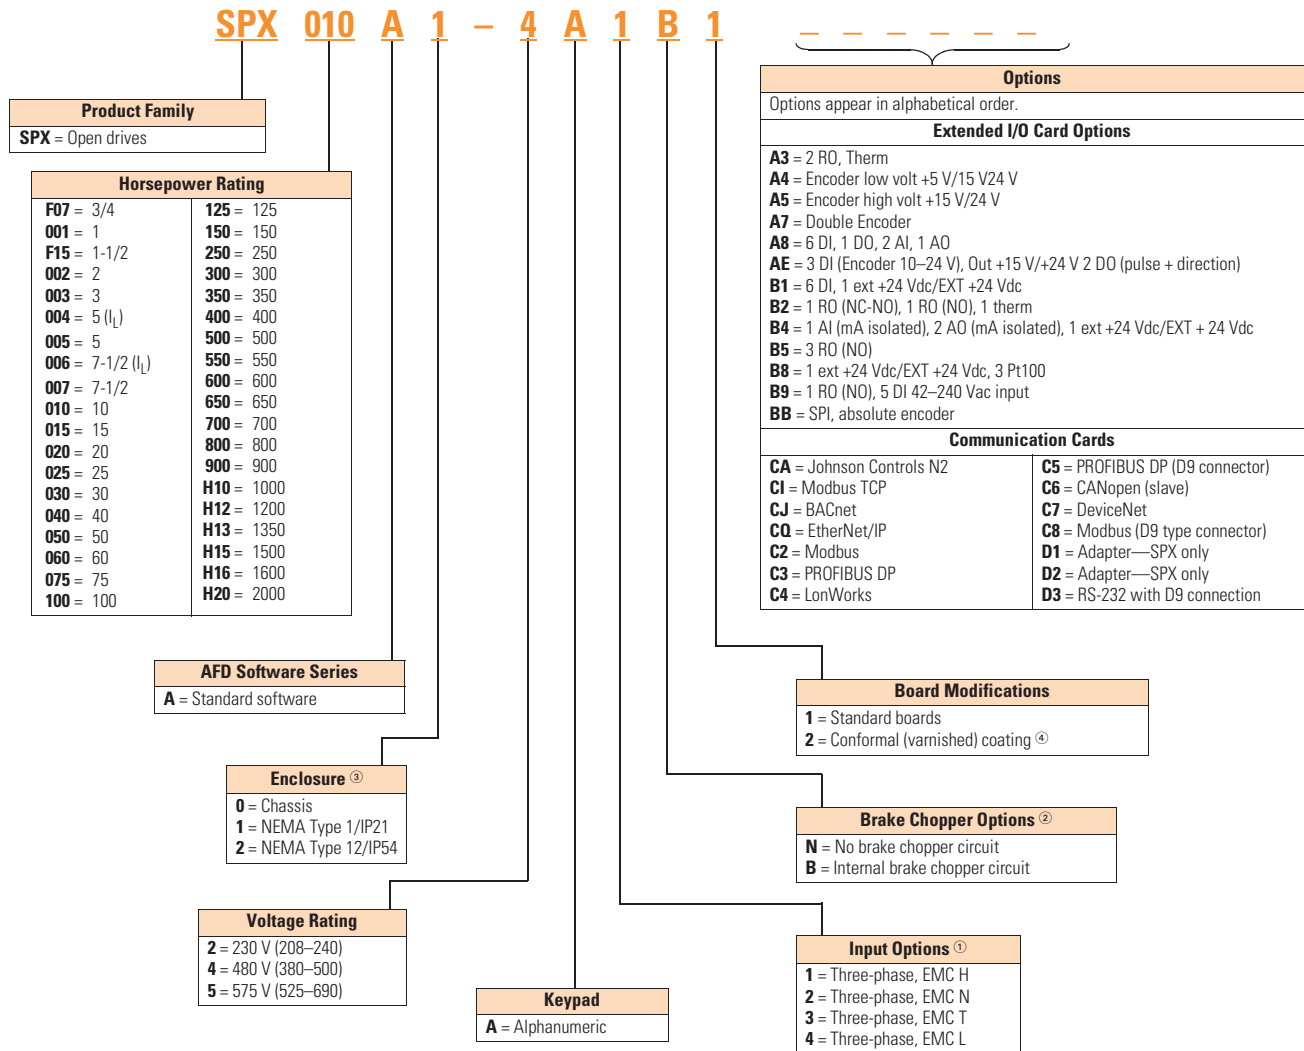 SPX 010 A 1 – 4 A 1 B 1 _ _ _ _ _ _
Product Family
SPX = Open drives
Horsepower Rating
F07 = 3/4
001 = 1
F15 = 1-1/2
002 = 2
003 = 3
004 = 5 (I_L)
005 = 5
006 = 7-1/2 (I_L)
007 = 7-1/2
010 = 10
015 = 15
020 = 20
025 = 25
030 = 30
040 = 40
050 = 50
060 = 60
075 = 75
100 = 100
125 = 125
150 = 150
250 = 250
300 = 300
350 = 350
400 = 400
500 = 500
550 = 550
600 = 600
650 = 650
700 = 700
800 = 800
900 = 900
H10 = 1000
H12 = 1200
H13 = 1350
H15 = 1500
H16 = 1600
H20 = 2000
AFD Software Series
A = Standard software
Enclosure ③
0 = Chassis
1 = NEMA Type 1/IP21
2 = NEMA Type 12/IP54
Voltage Rating
2 = 230 V (208–240)
4 = 480 V (380–500)
5 = 575 V (525–690)
Keypad
A = Alphanumeric
Options
Options appear in alphabetical order.
Extended I/O Card Options
A3 = 2 RO, Therm
A4 = Encoder low volt +5 V/15 V24 V
A5 = Encoder high volt +15 V/24 V
A7 = Double Encoder
A8 = 6 DI, 1 DO, 2 AI, 1 AO
AE = 3 DI (Encoder 10–24 V), Out +15 V/+24 V 2 DO (pulse + direction)
B1 = 6 DI, 1 ext +24 Vdc/EXT +24 Vdc
B2 = 1 RO (NC-NO), 1 RO (NO), 1 therm
B4 = 1 AI (mA isolated), 2 AO (mA isolated), 1 ext +24 Vdc/EXT + 24 Vdc
B5 = 3 RO (NO)
B8 = 1 ext +24 Vdc/EXT +24 Vdc, 3 Pt100
B9 = 1 RO (NO), 5 DI 42–240 Vac input
BB = SPI, absolute encoder
Communication Cards
CA = Johnson Controls N2
CI = Modbus TCP
CJ = BACnet
CQ = EtherNet/IP
C2 = Modbus
C3 = PROFIBUS DP
C4 = LonWorks
C5 = PROFIBUS DP (D9 connector)
C6 = CANopen (slave)
C7 = DeviceNet
C8 = Modbus (D9 type connector)
D1 = Adapter—SPX only
D2 = Adapter—SPX only
D3 = RS-232 with D9 connection
Board Modifications
1 = Standard boards
2 = Conformal (varnished) coating ④
Brake Chopper Options ②
N = No brake chopper circuit
B = Internal brake chopper circuit
Input Options ①
1 = Three-phase, EMC H
2 = Three-phase, EMC N
3 = Three-phase, EMC T
4 = Three-phase, EMC L